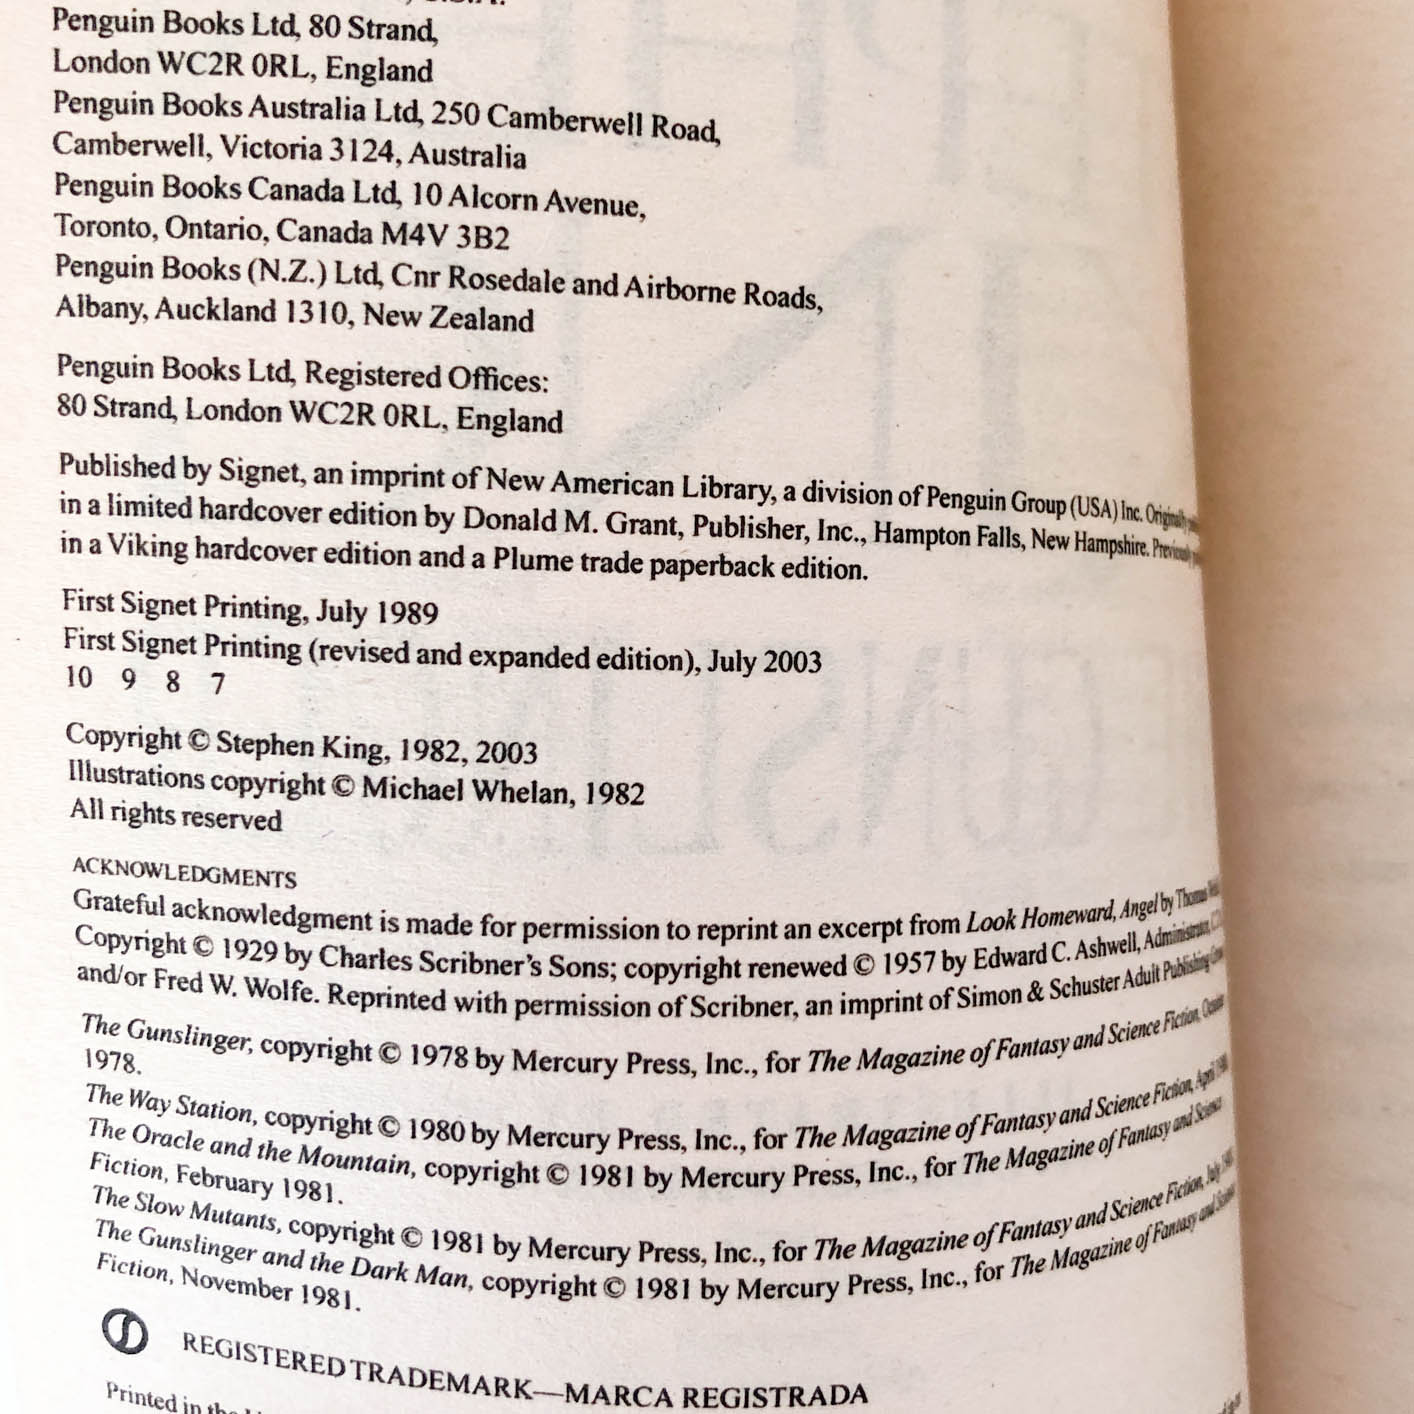 Penguin Books Ltd, 80 Strand,
London WC2R 0RL, England
Penguin Books Australia Ltd, 250 Camberwell Road,
Camberwell, Victoria 3124, Australia
Penguin Books Canada Ltd, 10 Alcorn Avenue,
Toronto, Ontario, Canada M4V 3B2
Penguin Books (N.Z.) Ltd, Cnr Rosedale and Airborne Roads,
Albany, Auckland 1310, New Zealand
Penguin Books Ltd, Registered Offices:
80 Strand, London WC2R 0RL, England
Published by Signet, an imprint of New American Library, a division of Penguin Group (USA) Inc. Originally
in a limited hardcover edition by Donald M. Grant, Publisher, Inc., Hampton Falls, New Hampshire. Previously
in a Viking hardcover edition and a Plume trade paperback edition.
First Signet Printing, July 1989
First Signet Printing (revised and expanded edition), July 2003
10 9 8 7
Copyright © Stephen King, 1982, 2003
Illustrations copyright © Michael Whelan, 1982
All rights reserved
ACKNOWLEDGMENTS
Grateful acknowledgment is made for permission to reprint an excerpt from Look Homeward, Angel by Thomas
Copyright © 1929 by Charles Scribner's Sons; copyright renewed © 1957 by Edward C. Ashwell, Administrator,
and/or Fred W. Wolfe. Reprinted with permission of Scribner, an imprint of Simon & Schuster Adult Publishing
The Gunslinger, copyright © 1978 by Mercury Press, Inc., for The Magazine of Fantasy and Science Fiction,
1978.
The Way Station, copyright © 1980 by Mercury Press, Inc., for The Magazine of Fantasy and Science Fiction, April
The Oracle and the Mountain, copyright © 1981 by Mercury Press, Inc., for The Magazine of Fantasy and Science
Fiction, February 1981.
The Slow Mutants, copyright © 1981 by Mercury Press, Inc., for The Magazine of Fantasy and Science Fiction, July
The Gunslinger and the Dark Man, copyright © 1981 by Mercury Press, Inc., for The Magazine of Fantasy and
Fiction, November 1981.
REGISTERED TRADEMARK—MARCA REGISTRADA
Printed in the